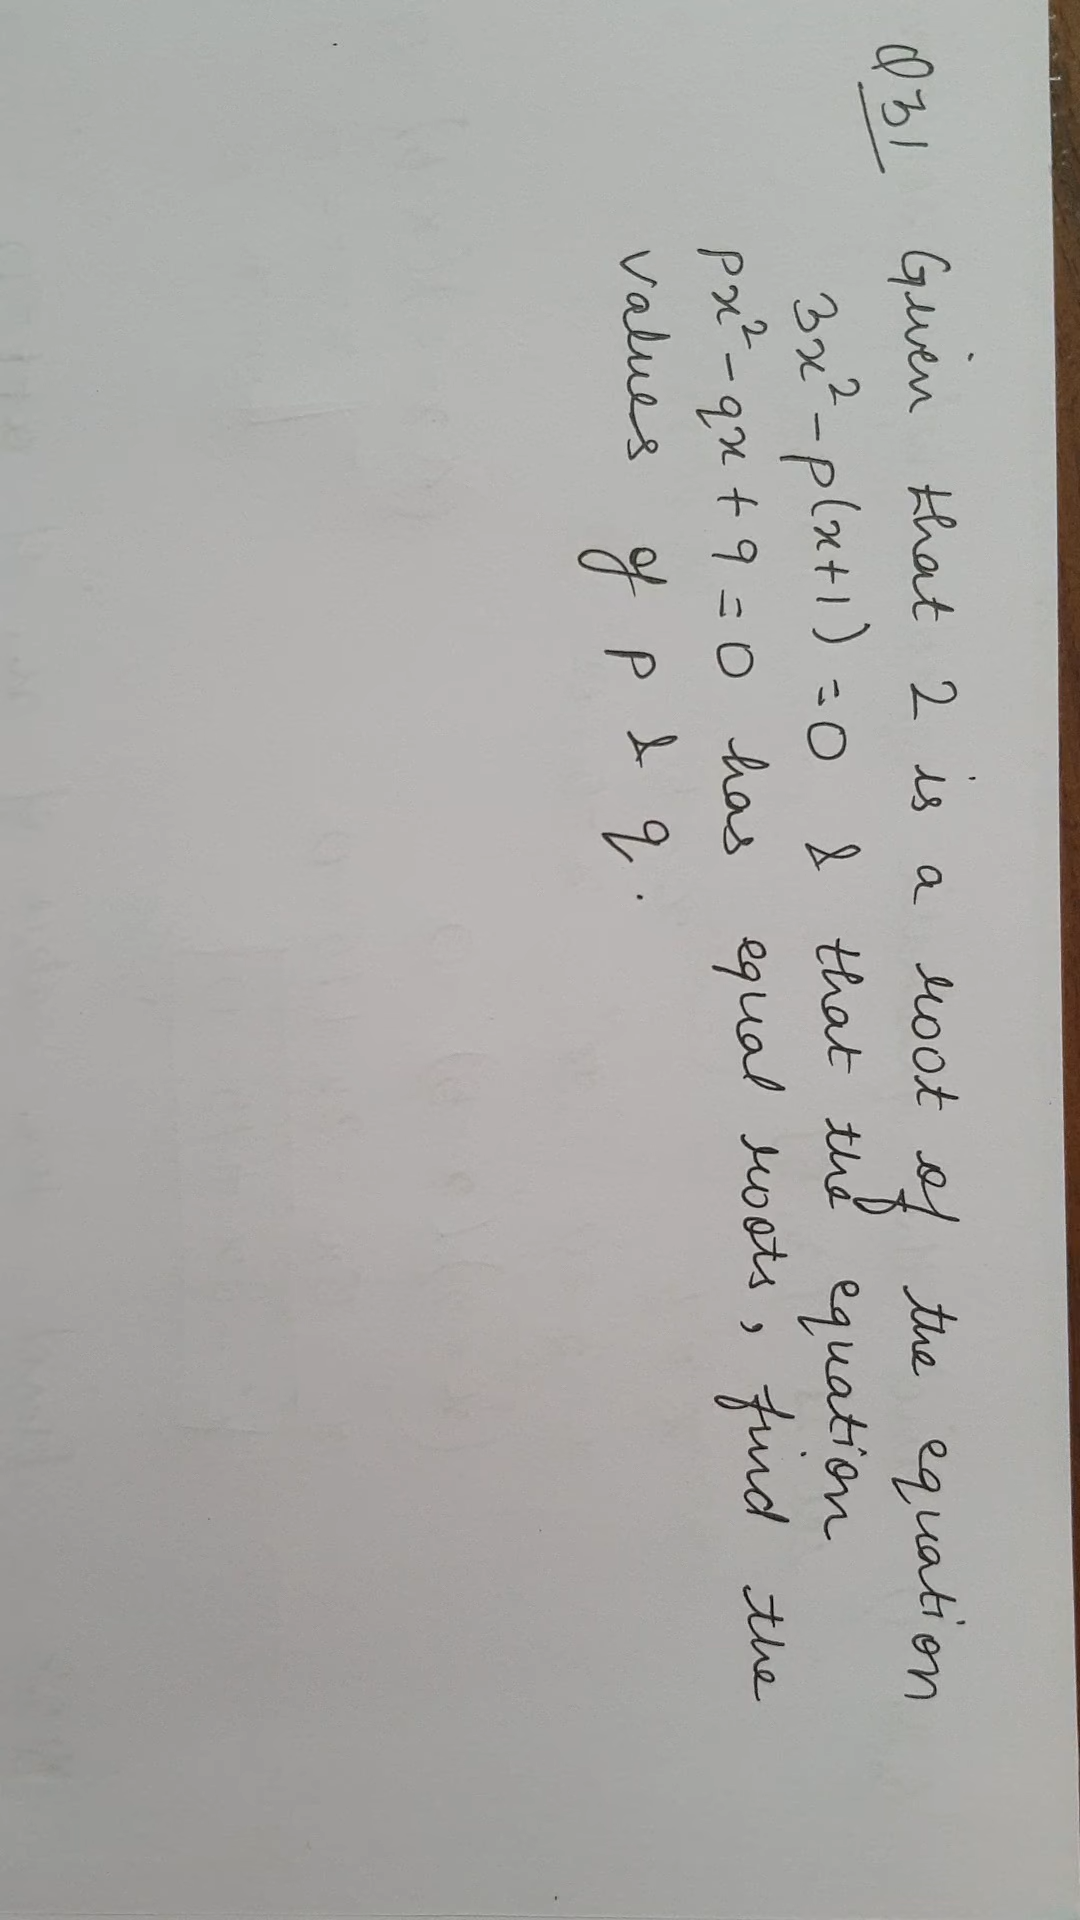 Q31 Given that 2 is a root of the equation
3x² - p(x+1) = 0 & that the equation
px² - qx + 9 = 0 has equal roots, find the
values of p & q.